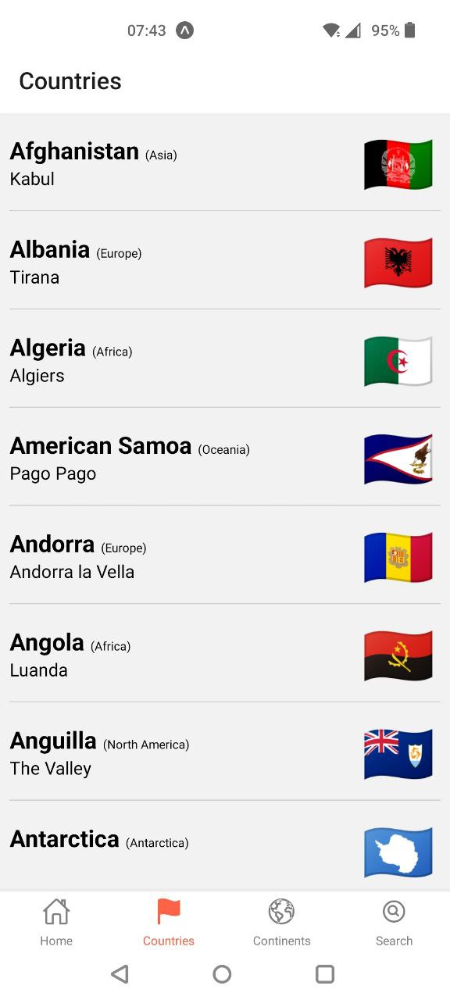 07:43 95%
Countries
Afghanistan (Asia)
Kabul
Albania (Europe)
Tirana
Algeria (Africa)
Algiers
American Samoa (Oceania)
Pago Pago
Andorra (Europe)
Andorra la Vella
Angola (Africa)
Luanda
Anguilla (North America)
The Valley
Antarctica (Antarctica)
Home Countries Continents Search